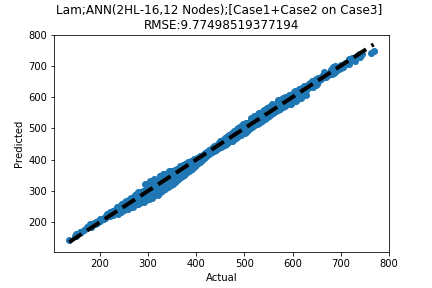 Lam;ANN(2HL-16,12 Nodes);[Case1+Case2 on Case3]
RMSE:9.77498519377194
800
700
600
500
400
300
200
Predicted
200 300 400 500 600 700 800
Actual